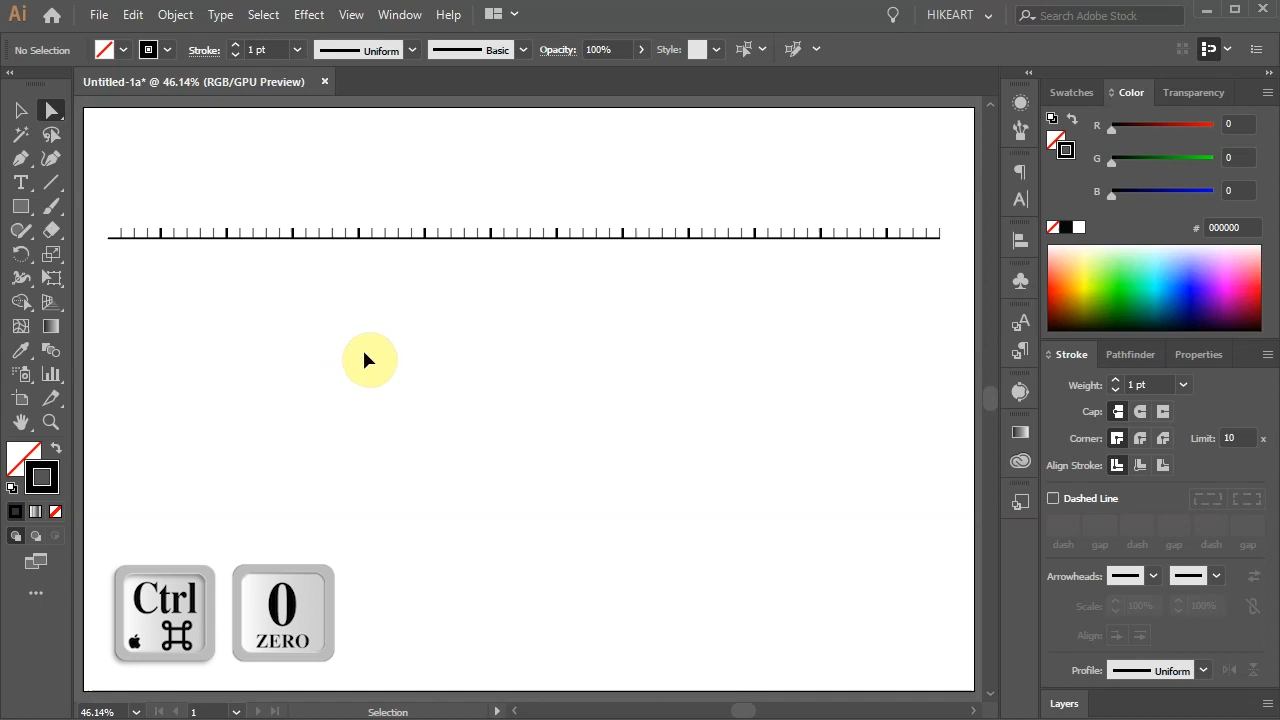 Ai File Edit Object Type Select Effect View Window Help HIKEART Search Adobe Stock
No Selection Stroke: 1 pt Uniform Basic Opacity: 100% Style:
Untitled-1a* @ 46.14% (RGB/GPU Preview)
Swatches Color Transparency
R 0
G 0
B 0
# 000000
Stroke Pathfinder Properties
Weight: 1 pt
Cap:
Corner: Limit: 10 x
Align Stroke:
Dashed Line
dash gap dash gap dash gap
Arrowheads:
Scale: 100% 100%
Align:
Profile: Uniform
Layers
Ctrl
0
ZERO
46.14% 1 Selection